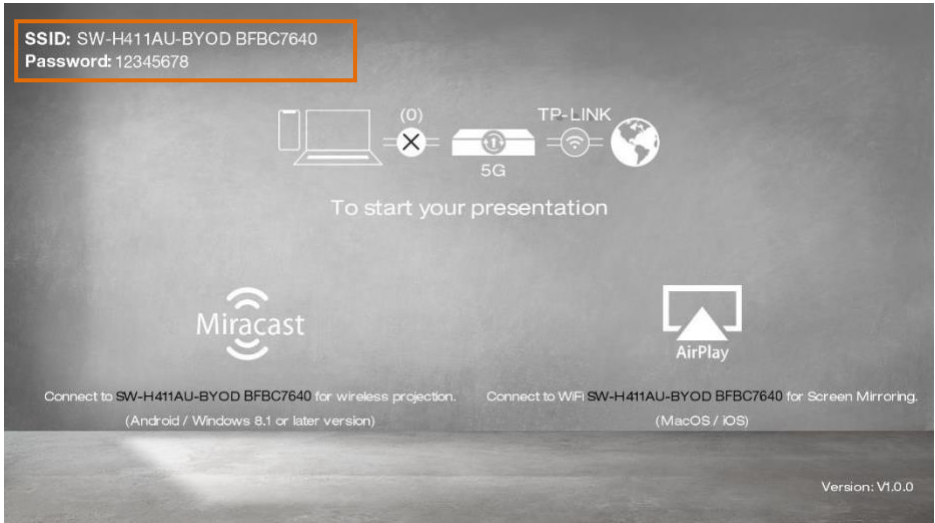 SSID: SW-H411AU-BYOD BFBC7640
Password: 12345678
(0)
TP-LINK
5G
To start your presentation
Miracast
AirPlay
Connect to SW-H411AU-BYOD BFBC7640 for wireless projection.
(Android / Windows 8.1 or later version)
Connect to WiFi SW-H411AU-BYOD BFBC7640 for Screen Mirroring.
(MacOS / iOS)
Version: V1.0.0